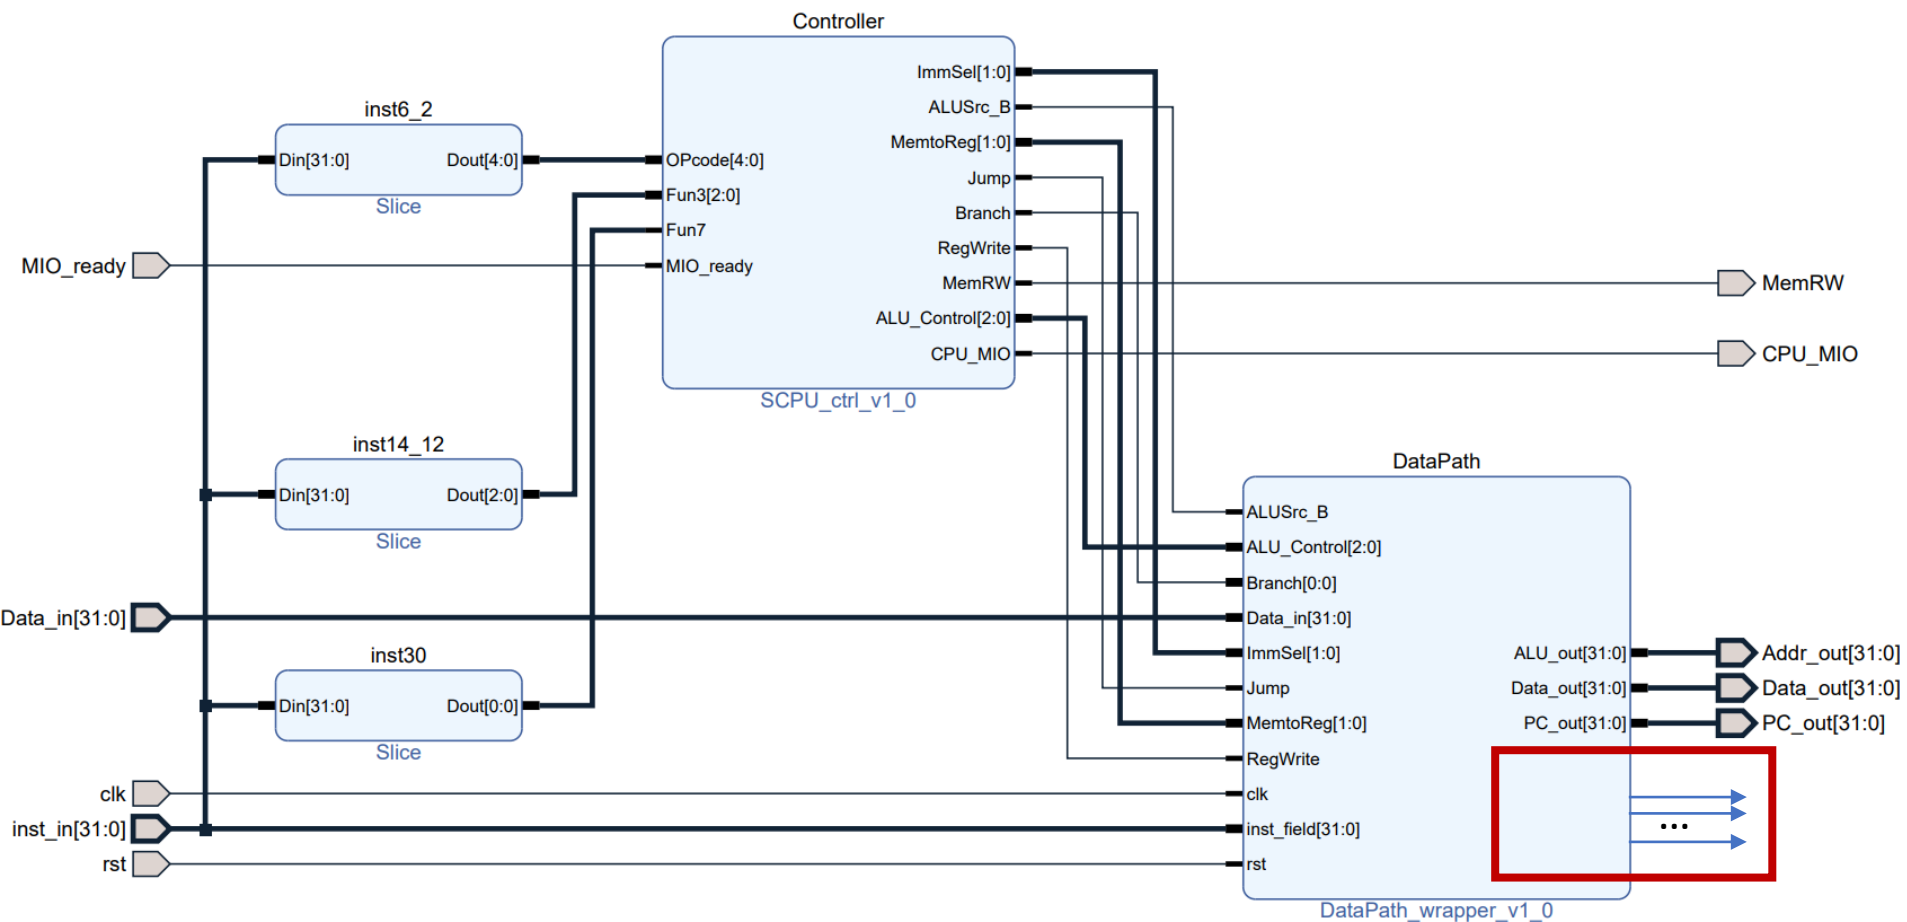 Controller
ImmSel[1:0]
ALUSrc_B
MemtoReg[1:0]
Jump
Branch
RegWrite
MemRW
ALU_Control[2:0]
CPU_MIO
OPcode[4:0]
Fun3[2:0]
Fun7
MIO_ready
SCPU_ctrl_v1_0
inst6_2
Din[31:0]
Dout[4:0]
Slice
MIO_ready
inst14_12
Din[31:0]
Dout[2:0]
Slice
Data_in[31:0]
inst30
Din[31:0]
Dout[0:0]
Slice
clk
inst_in[31:0]
rst
MemRW
CPU_MIO
DataPath
ALUSrc_B
ALU_Control[2:0]
Branch[0:0]
Data_in[31:0]
ImmSel[1:0]
Jump
MemtoReg[1:0]
RegWrite
clk
inst_field[31:0]
rst
ALU_out[31:0]
Data_out[31:0]
PC_out[31:0]
...
DataPath_wrapper_v1_0
Addr_out[31:0]
Data_out[31:0]
PC_out[31:0]